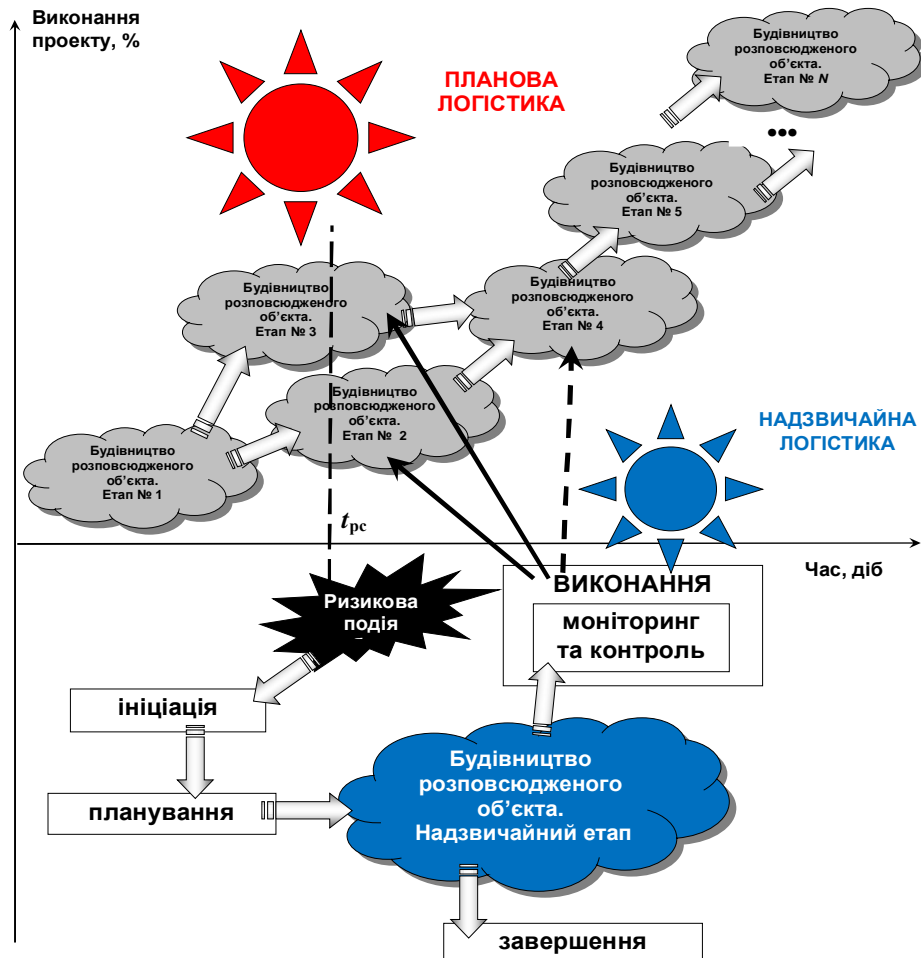 Виконання
проекту, %
ПЛАНОВА
ЛОГІСТИКА
Будівництво
розповсюдженого
об’єкта.
Етап № N
...
Будівництво
розповсюдженого
об’єкта.
Етап № 5
Будівництво
розповсюдженого
об’єкта.
Етап № 3
Будівництво
розповсюдженого
об’єкта.
Етап № 4
Будівництво
розповсюдженого
об’єкта.
Етап № 2
НАДЗВИЧАЙНА
ЛОГІСТИКА
Будівництво
розповсюдженого
об’єкта.
Етап № 1
tрс
Час, діб
Ризикова
подія
ВИКОНАННЯ
моніторинг
та контроль
ініціація
планування
Будівництво
розповсюдженого
об’єкта.
Надзвичайний етап
завершення